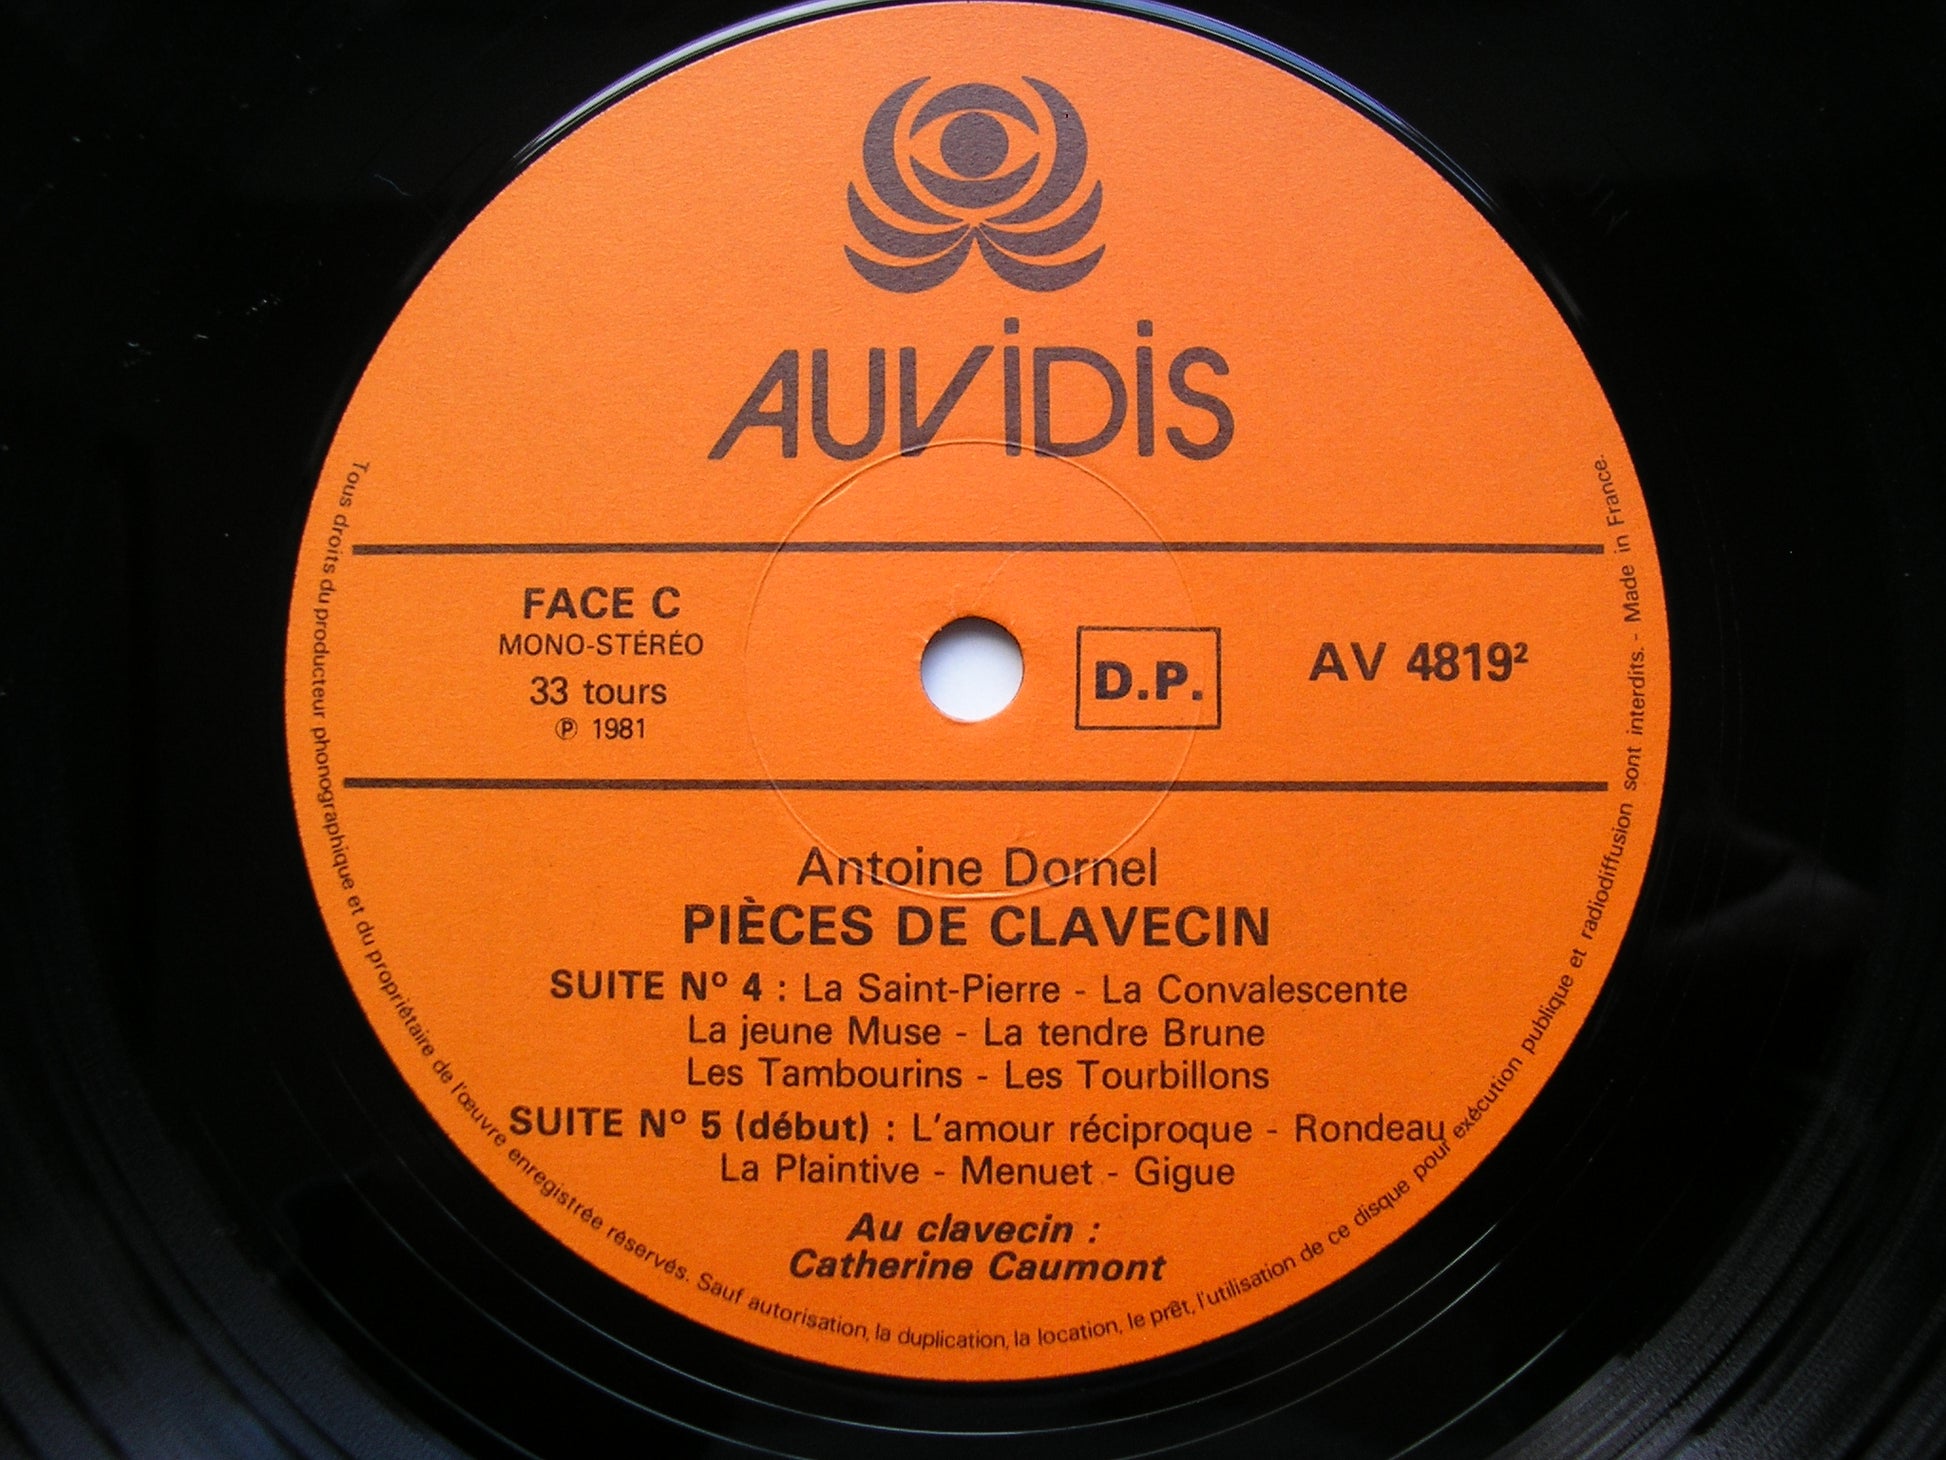 AUViDiS
FACE C
MONO-STÉRÉO
33 tours
℗ 1981
D.P.
AV 4819²
Antoine Dornel
PIÈCES DE CLAVECIN
SUITE Nº 4 : La Saint-Pierre - La Convalescente
La jeune Muse - La tendre Brune
Les Tambourins - Les Tourbillons
SUITE Nº 5 (début) : L'amour réciproque - Rondeau
La Plaintive - Menuet - Gigue
Au clavecin :
Catherine Caumont
Tous droits du producteur phonographique et du propriétaire de l'œuvre enregistrée réservés. Sauf autorisation, la duplication, la location, le prêt, l'utilisation de ce disque pour exécution publique et radiodiffusion sont interdits. - Made in France.